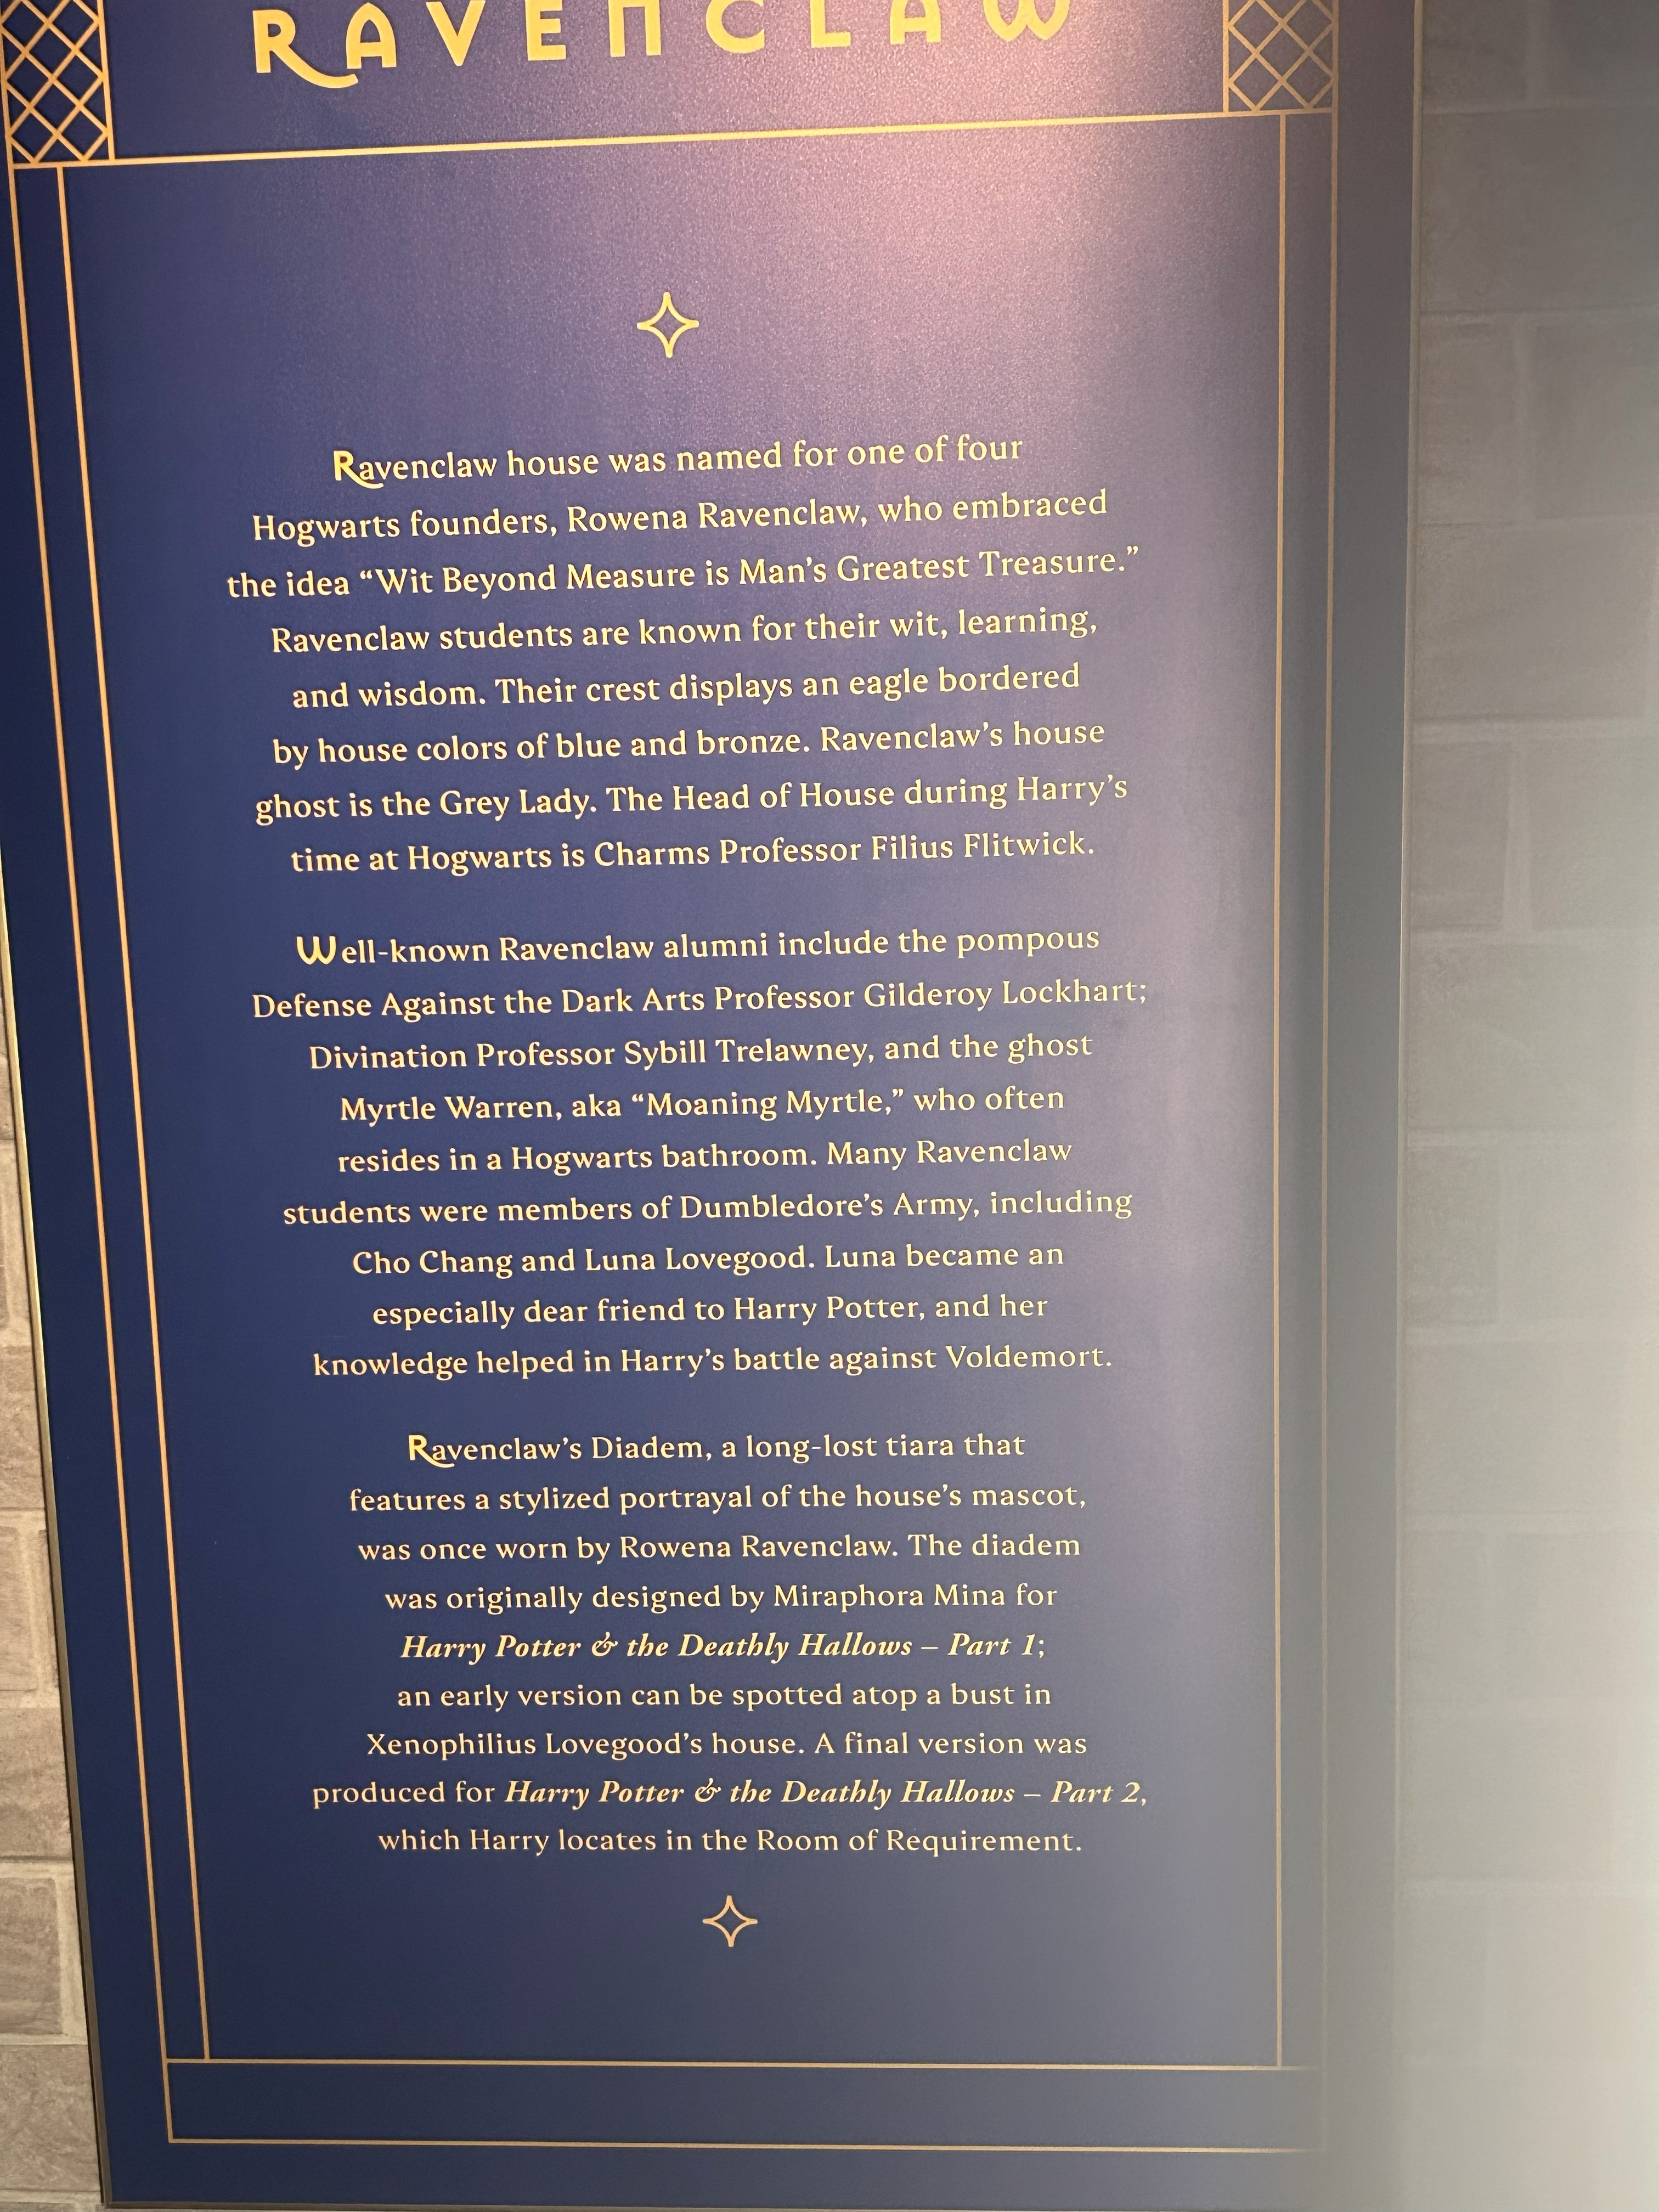 RAVENCLAW
Ravenclaw house was named for one of four
Hogwarts founders, Rowena Ravenclaw, who embraced
the idea “Wit Beyond Measure is Man’s Greatest Treasure.”
Ravenclaw students are known for their wit, learning,
and wisdom. Their crest displays an eagle bordered
by house colors of blue and bronze. Ravenclaw’s house
ghost is the Grey Lady. The Head of House during Harry’s
time at Hogwarts is Charms Professor Filius Flitwick.
Well-known Ravenclaw alumni include the pompous
Defense Against the Dark Arts Professor Gilderoy Lockhart;
Divination Professor Sybill Trelawney, and the ghost
Myrtle Warren, aka “Moaning Myrtle,” who often
resides in a Hogwarts bathroom. Many Ravenclaw
students were members of Dumbledore’s Army, including
Cho Chang and Luna Lovegood. Luna became an
especially dear friend to Harry Potter, and her
knowledge helped in Harry’s battle against Voldemort.
Ravenclaw’s Diadem, a long-lost tiara that
features a stylized portrayal of the house’s mascot,
was once worn by Rowena Ravenclaw. The diadem
was originally designed by Miraphora Mina for
Harry Potter & the Deathly Hallows – Part 1;
an early version can be spotted atop a bust in
Xenophilius Lovegood’s house. A final version was
produced for Harry Potter & the Deathly Hallows – Part 2,
which Harry locates in the Room of Requirement.